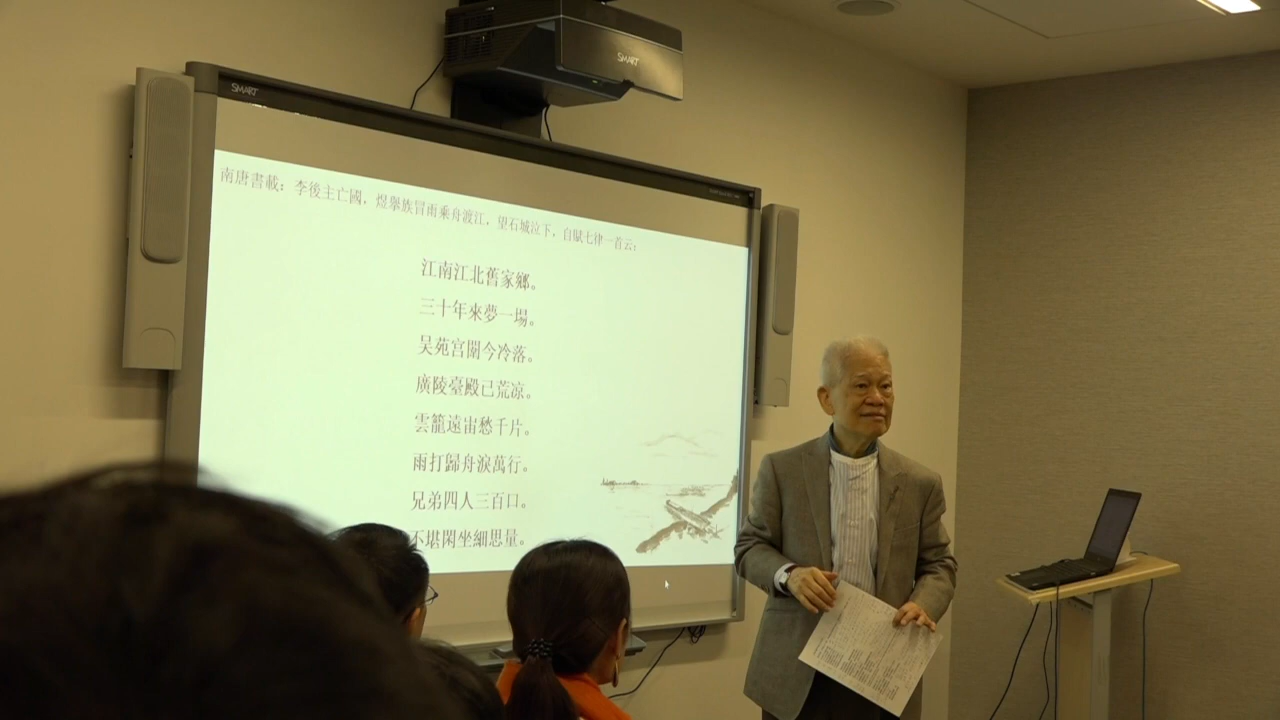 SMART
SMART
南唐書載：李後主亡國，煜舉族冒雨乘舟渡江，望石城泣下，自賦七律一首云：
江南江北舊家鄉。
三十年來夢一場。
吴苑宫闈今冷落。
廣陵臺殿已荒凉。
雲籠遠岫愁千片。
雨打歸舟淚萬行。
兄弟四人三百口。
不堪閑坐細思量。